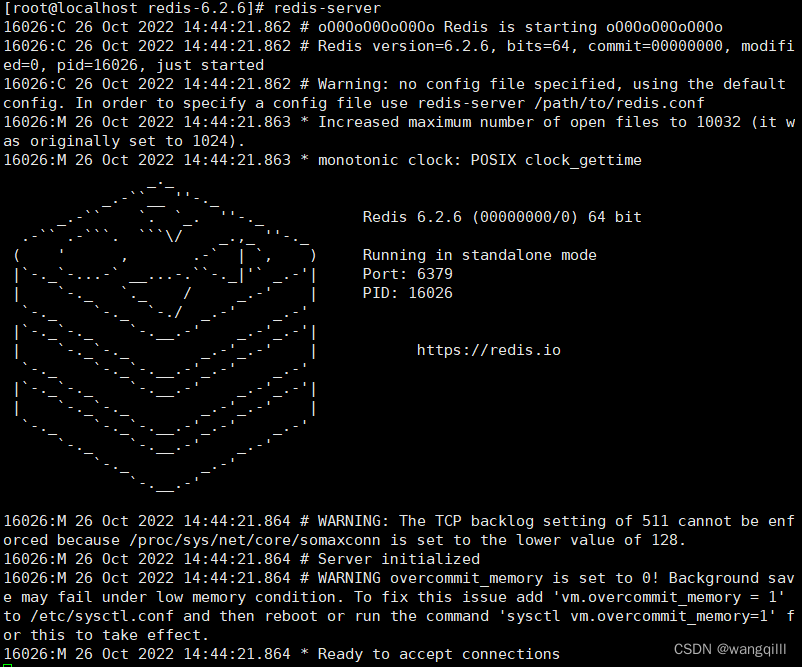 [root@localhost redis-6.2.6]# redis-server
16026:C 26 Oct 2022 14:44:21.862 # oO0OoO0OoO0Oo Redis is starting oO0OoO0OoO0Oo
16026:C 26 Oct 2022 14:44:21.862 # Redis version=6.2.6, bits=64, commit=00000000, modifi
ed=0, pid=16026, just started
16026:C 26 Oct 2022 14:44:21.862 # Warning: no config file specified, using the default
config. In order to specify a config file use redis-server /path/to/redis.conf
16026:M 26 Oct 2022 14:44:21.863 * Increased maximum number of open files to 10032 (it w
as originally set to 1024).
16026:M 26 Oct 2022 14:44:21.863 * monotonic clock: POSIX clock_gettime
Redis 6.2.6 (00000000/0) 64 bit
Running in standalone mode
Port: 6379
PID: 16026
https://redis.io
16026:M 26 Oct 2022 14:44:21.864 # WARNING: The TCP backlog setting of 511 cannot be enf
orced because /proc/sys/net/core/somaxconn is set to the lower value of 128.
16026:M 26 Oct 2022 14:44:21.864 # Server initialized
16026:M 26 Oct 2022 14:44:21.864 # WARNING overcommit_memory is set to 0! Background sav
e may fail under low memory condition. To fix this issue add 'vm.overcommit_memory = 1'
to /etc/sysctl.conf and then reboot or run the command 'sysctl vm.overcommit_memory=1' f
or this to take effect.
16026:M 26 Oct 2022 14:44:21.864 * Ready to accept connections
CSDN @wangqilll